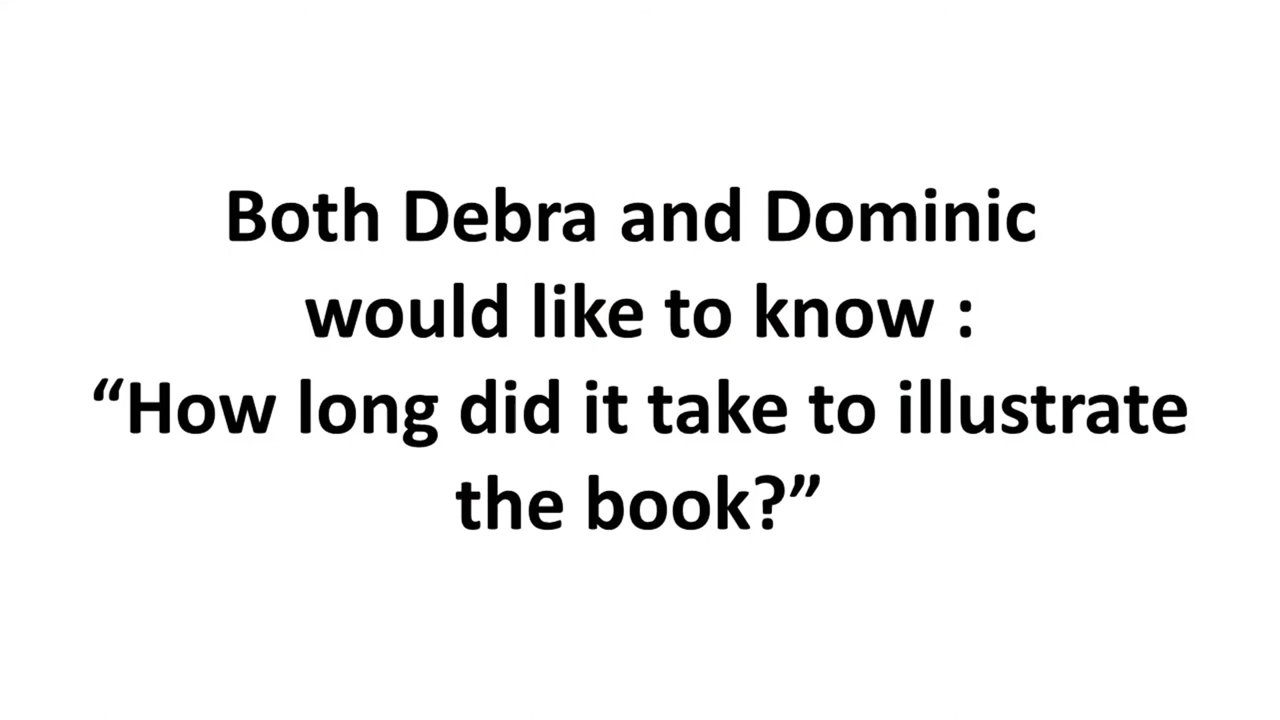 Both Debra and Dominic
would like to know :
“How long did it take to illustrate
the book?”